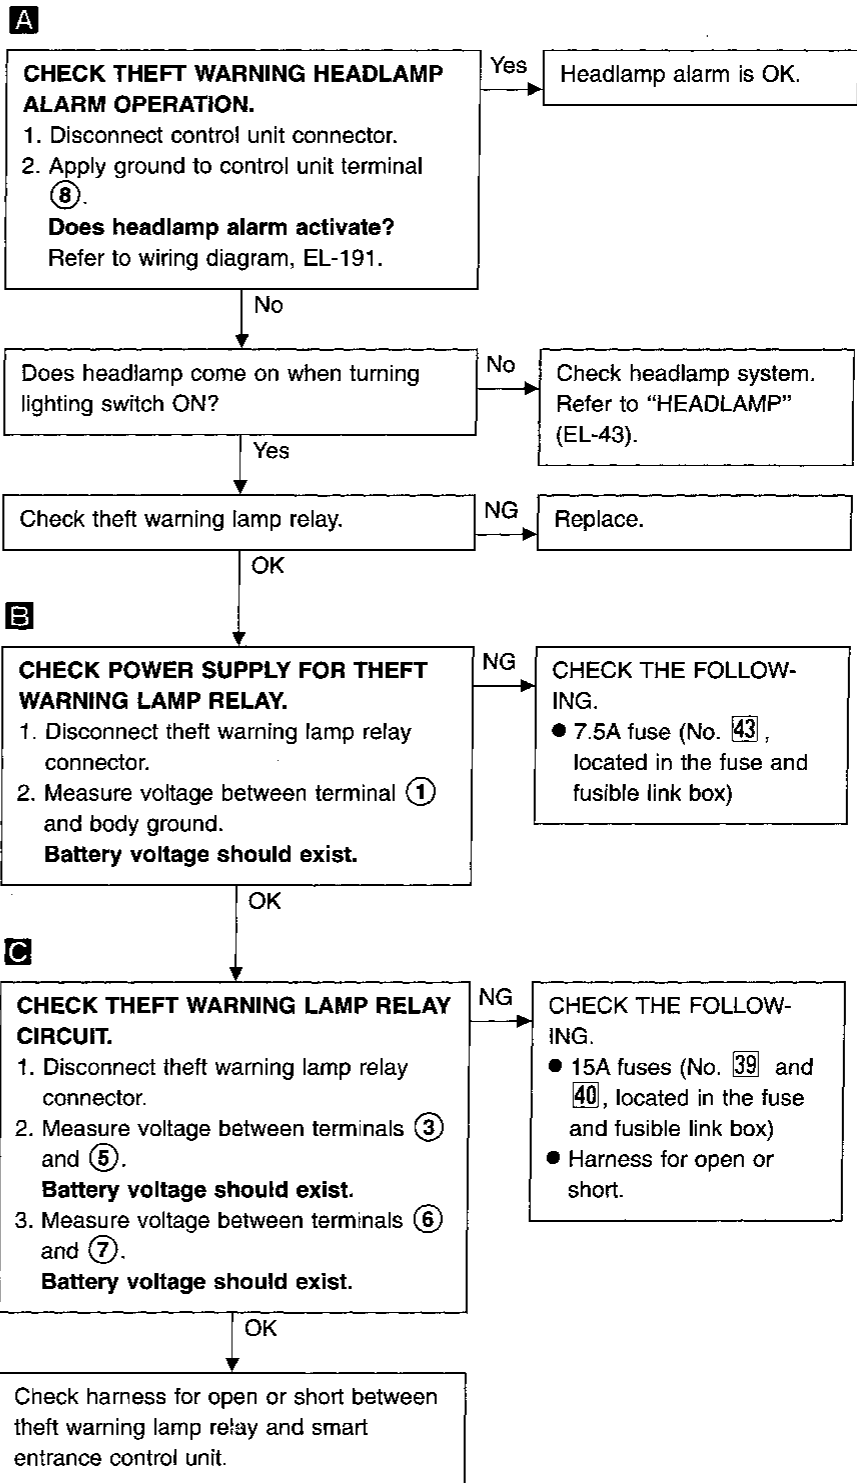 A
CHECK THEFT WARNING HEADLAMP
ALARM OPERATION.
1. Disconnect control unit connector.
2. Apply ground to control unit terminal
⑧.
Does headlamp alarm activate?
Refer to wiring diagram, EL-191.
Yes
Headlamp alarm is OK.
No
Does headlamp come on when turning
lighting switch ON?
No
Check headlamp system.
Refer to “HEADLAMP”
(EL-43).
Yes
Check theft warning lamp relay.
NG
Replace.
OK
B
CHECK POWER SUPPLY FOR THEFT
WARNING LAMP RELAY.
1. Disconnect theft warning lamp relay
connector.
2. Measure voltage between terminal ①
and body ground.
Battery voltage should exist.
NG
CHECK THE FOLLOW-
ING.
● 7.5A fuse (No. 43 ,
located in the fuse and
fusible link box)
OK
C
CHECK THEFT WARNING LAMP RELAY
CIRCUIT.
1. Disconnect theft warning lamp relay
connector.
2. Measure voltage between terminals ③
and ⑤.
Battery voltage should exist.
3. Measure voltage between terminals ⑥
and ⑦.
Battery voltage should exist.
NG
CHECK THE FOLLOW-
ING.
● 15A fuses (No. 39 and
40, located in the fuse
and fusible link box)
● Harness for open or
short.
OK
Check harness for open or short between
theft warning lamp relay and smart
entrance control unit.